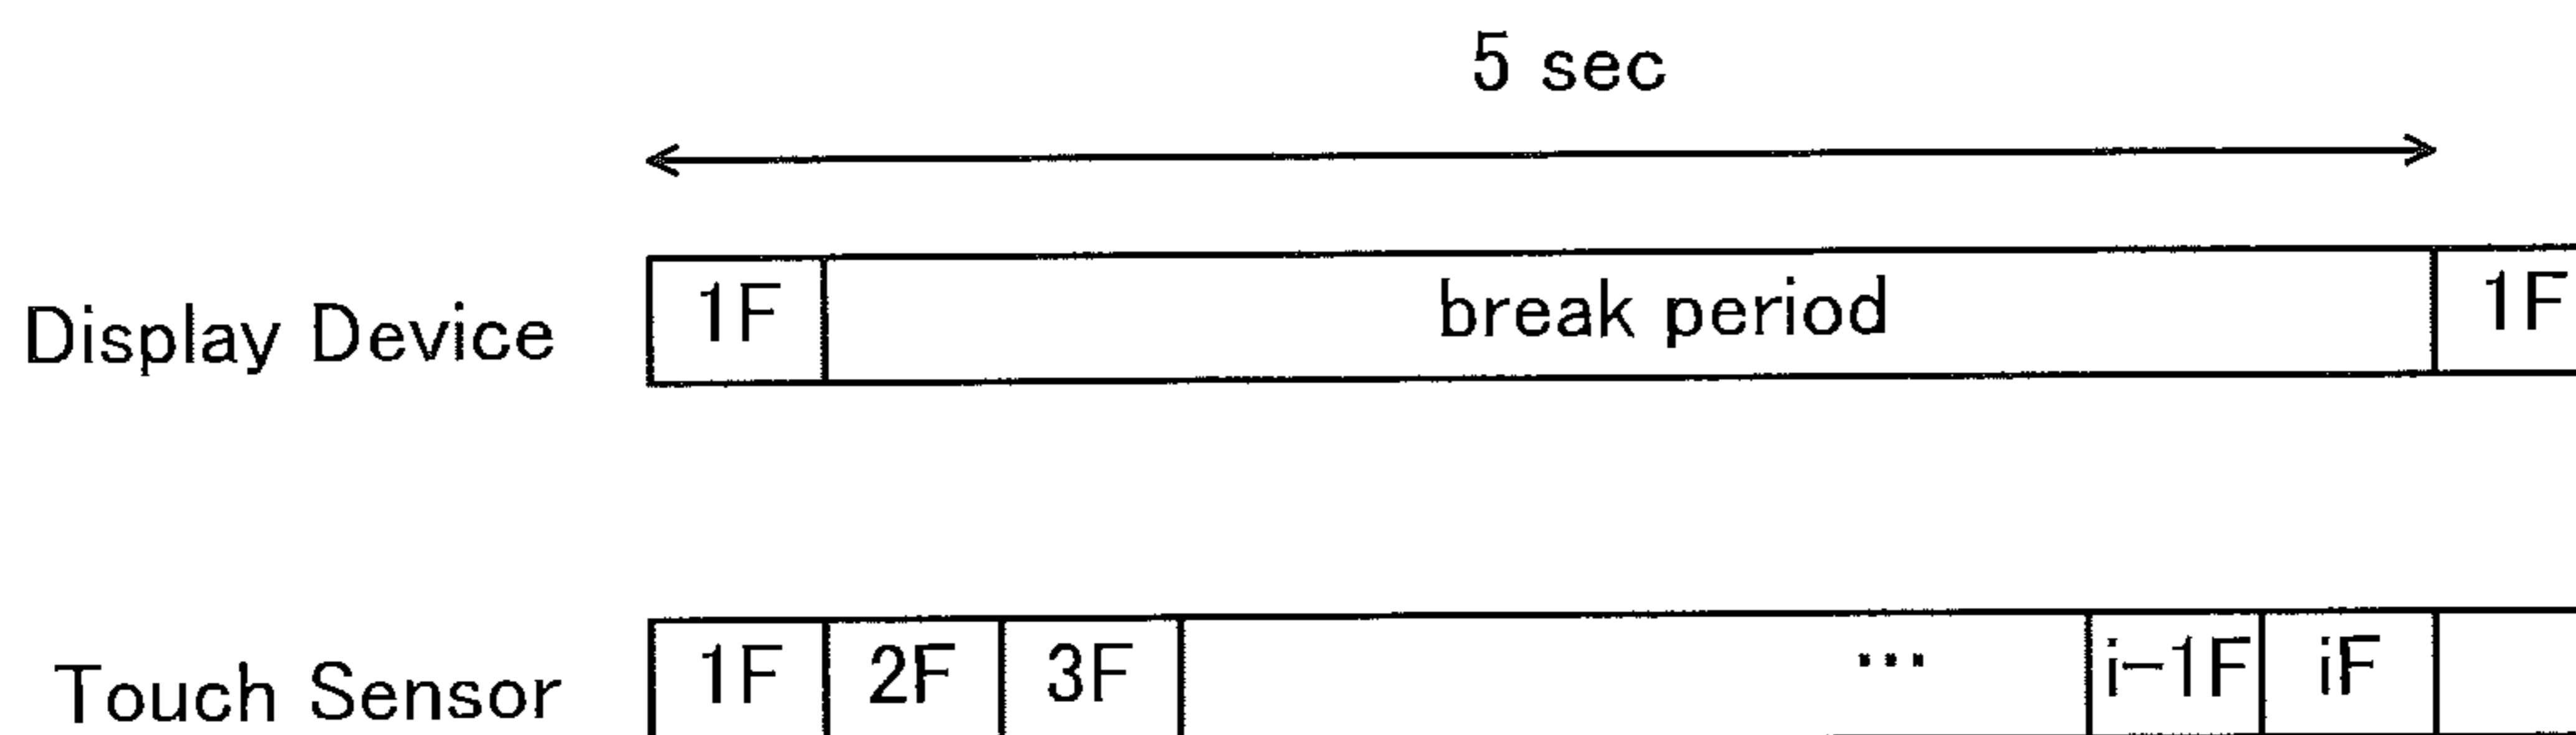 5 sec
Display Device 1F break period 1F
Touch Sensor 1F 2F 3F ... i-1F iF